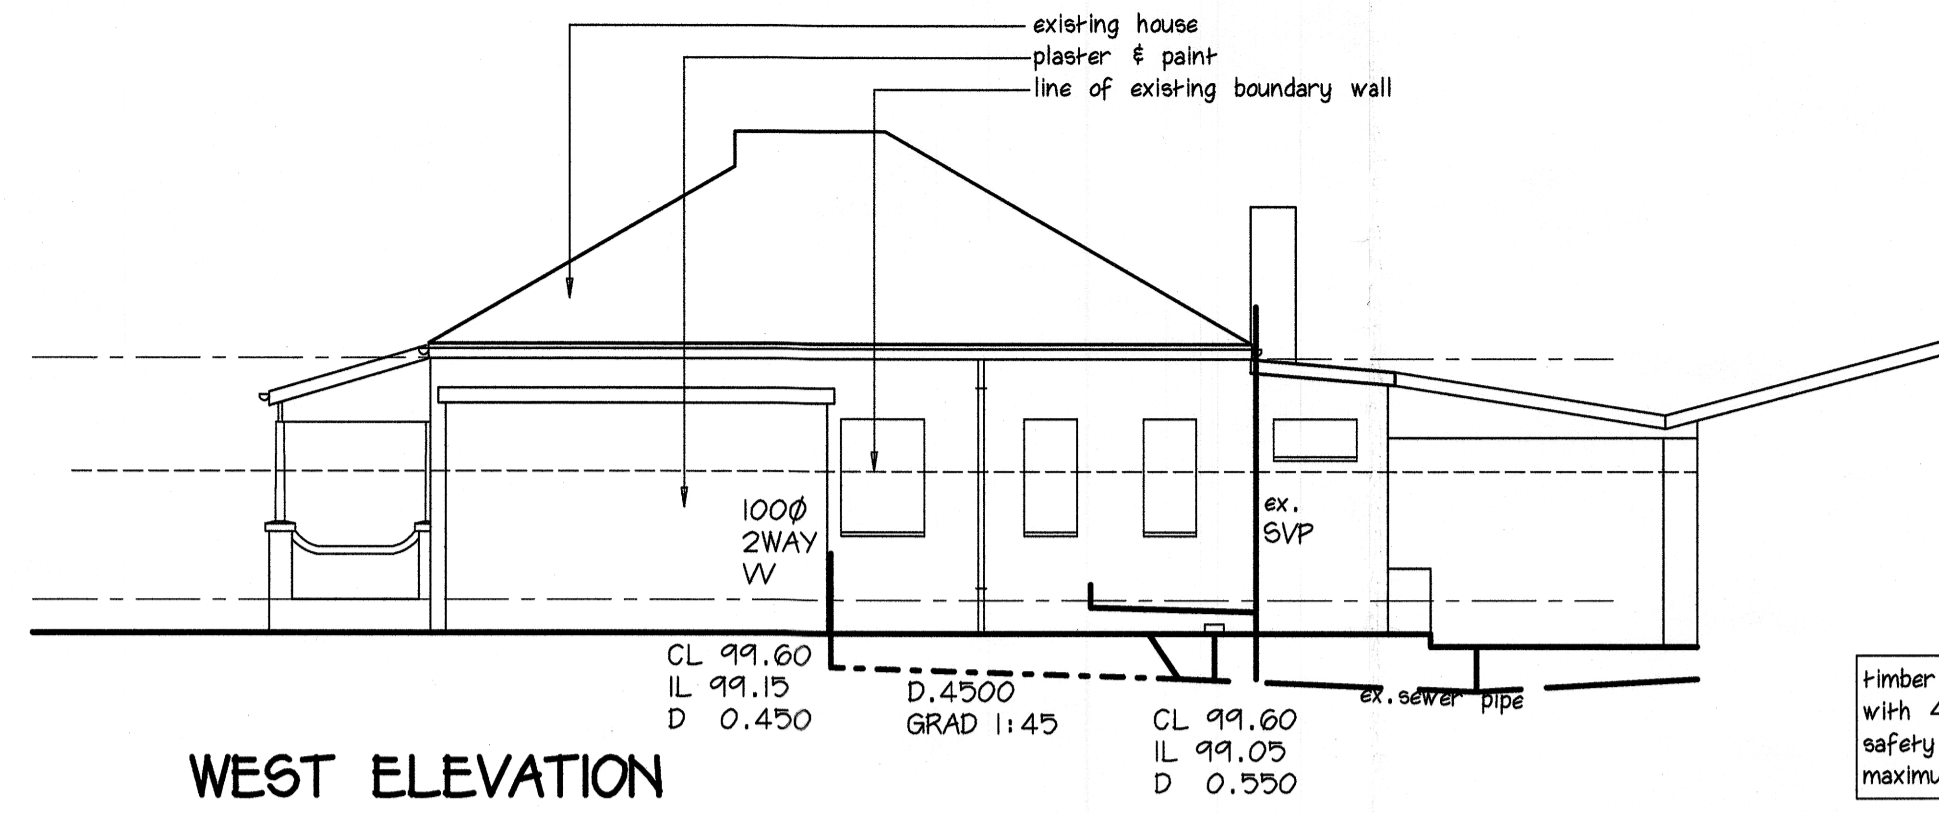 existing house
plaster & paint
line of existing boundary wall
100Ø
2WAY
VV
ex.
SVP
CL 99.60
IL 99.15
D 0.450
D.4500
GRAD 1:45
CL 99.60
IL 99.05
D 0.550
ex.sewer pipe
timber
with 4
safety
WEST ELEVATION